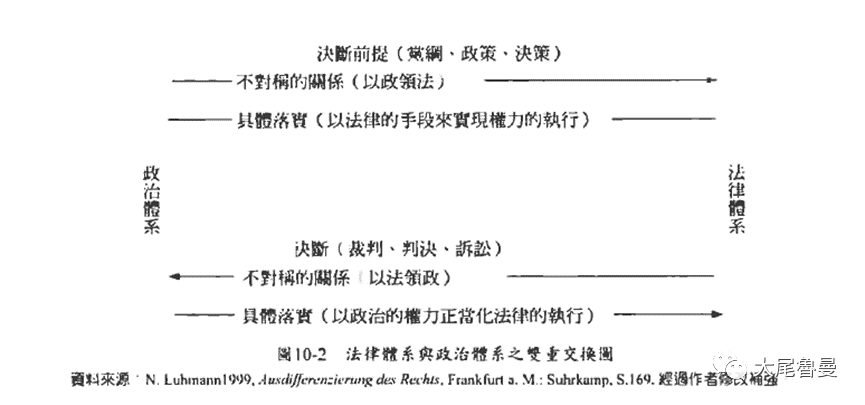 決斷前提（黨綱、政策、決策）
不對稱的關係（以政領法）
具體落實（以法律的手段來實現權力的執行）
政治體系
法律體系
決斷（裁判、判決、訴訟）
不對稱的關係（以法領政）
具體落實（以政治的權力正常化法律的執行）
圖10-2 法律體系與政治體系之雙重交換圖
資料來源：N. Luhmann1999, Ausdifferenzierung des Rechts, Frankfurt a. M.: Suhrkamp, S.169. 經過作者修改補強
大尾魯曼